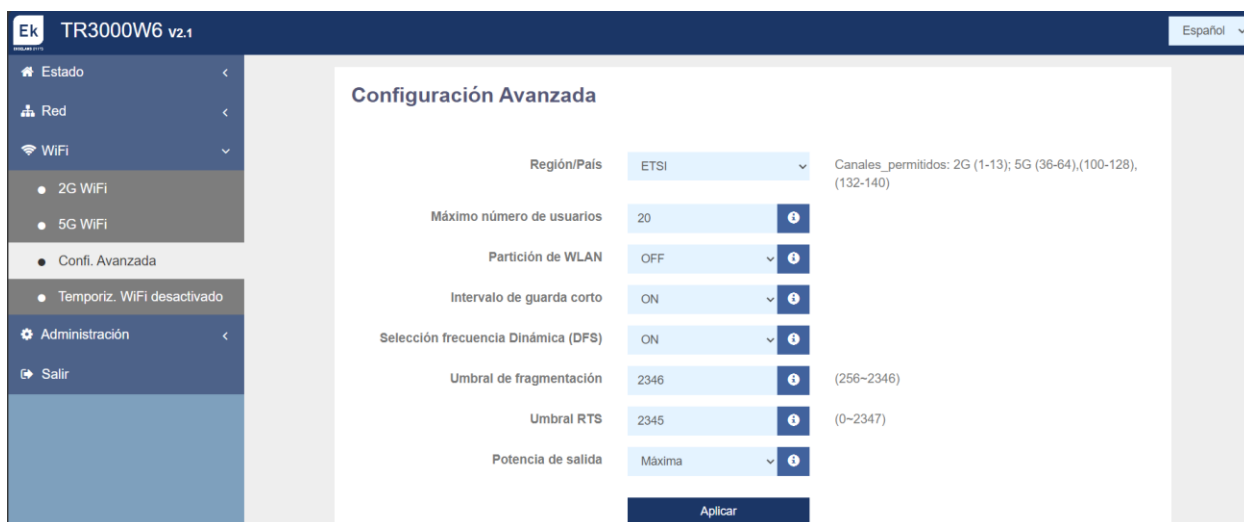 Ek TR3000W6 V2.1
Español
Estado
Red
WiFi
2G WiFi
5G WiFi
Confi. Avanzada
Temporiz. WiFi desactivado
Administración
Salir
Configuración Avanzada
Región/País ETSI Canales_permitidos: 2G (1-13); 5G (36-64),(100-128),
(132-140)
Máximo número de usuarios 20
Partición de WLAN OFF
Intervalo de guarda corto ON
Selección frecuencia Dinámica (DFS) ON
Umbral de fragmentación 2346 (256~2346)
Umbral RTS 2345 (0~2347)
Potencia de salida Máxima
Aplicar